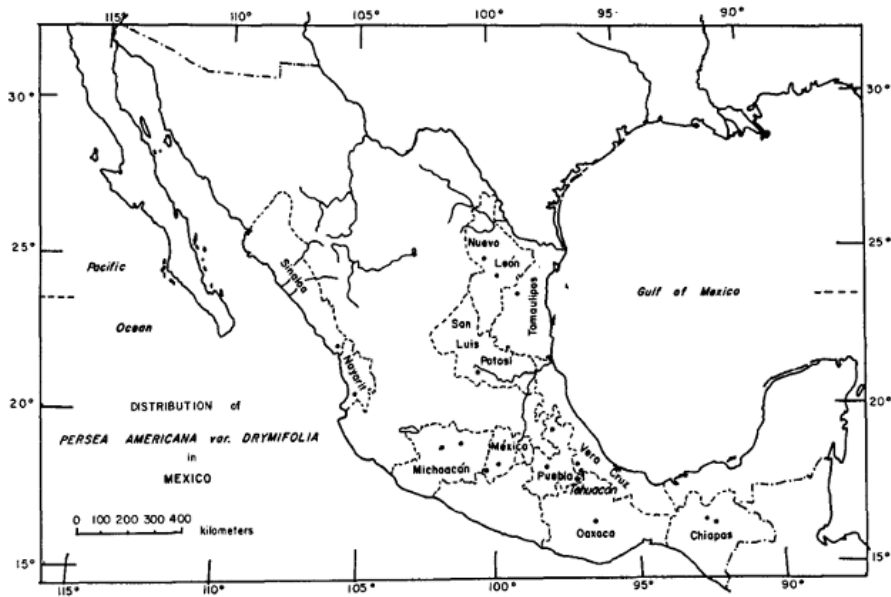 115°
110°
105°
100°
95°
90°
30°
30°
25°
25°
Nuevo
León
Pacific
Sinaloa
Tamaulipas
Gulf of Mexico
Ocean
San
Luis
Potosí
Nayarit
20°
20°
DISTRIBUTION of
PERSEA AMERICANA var. DRYMIFOLIA
in
MEXICO
México
Michoacán
Vera Cruz
Puebla
Tehuacán
0 100 200 300 400
kilometers
Oaxaca
Chiapas
15°
15°
115°
110°
105°
100°
95°
90°